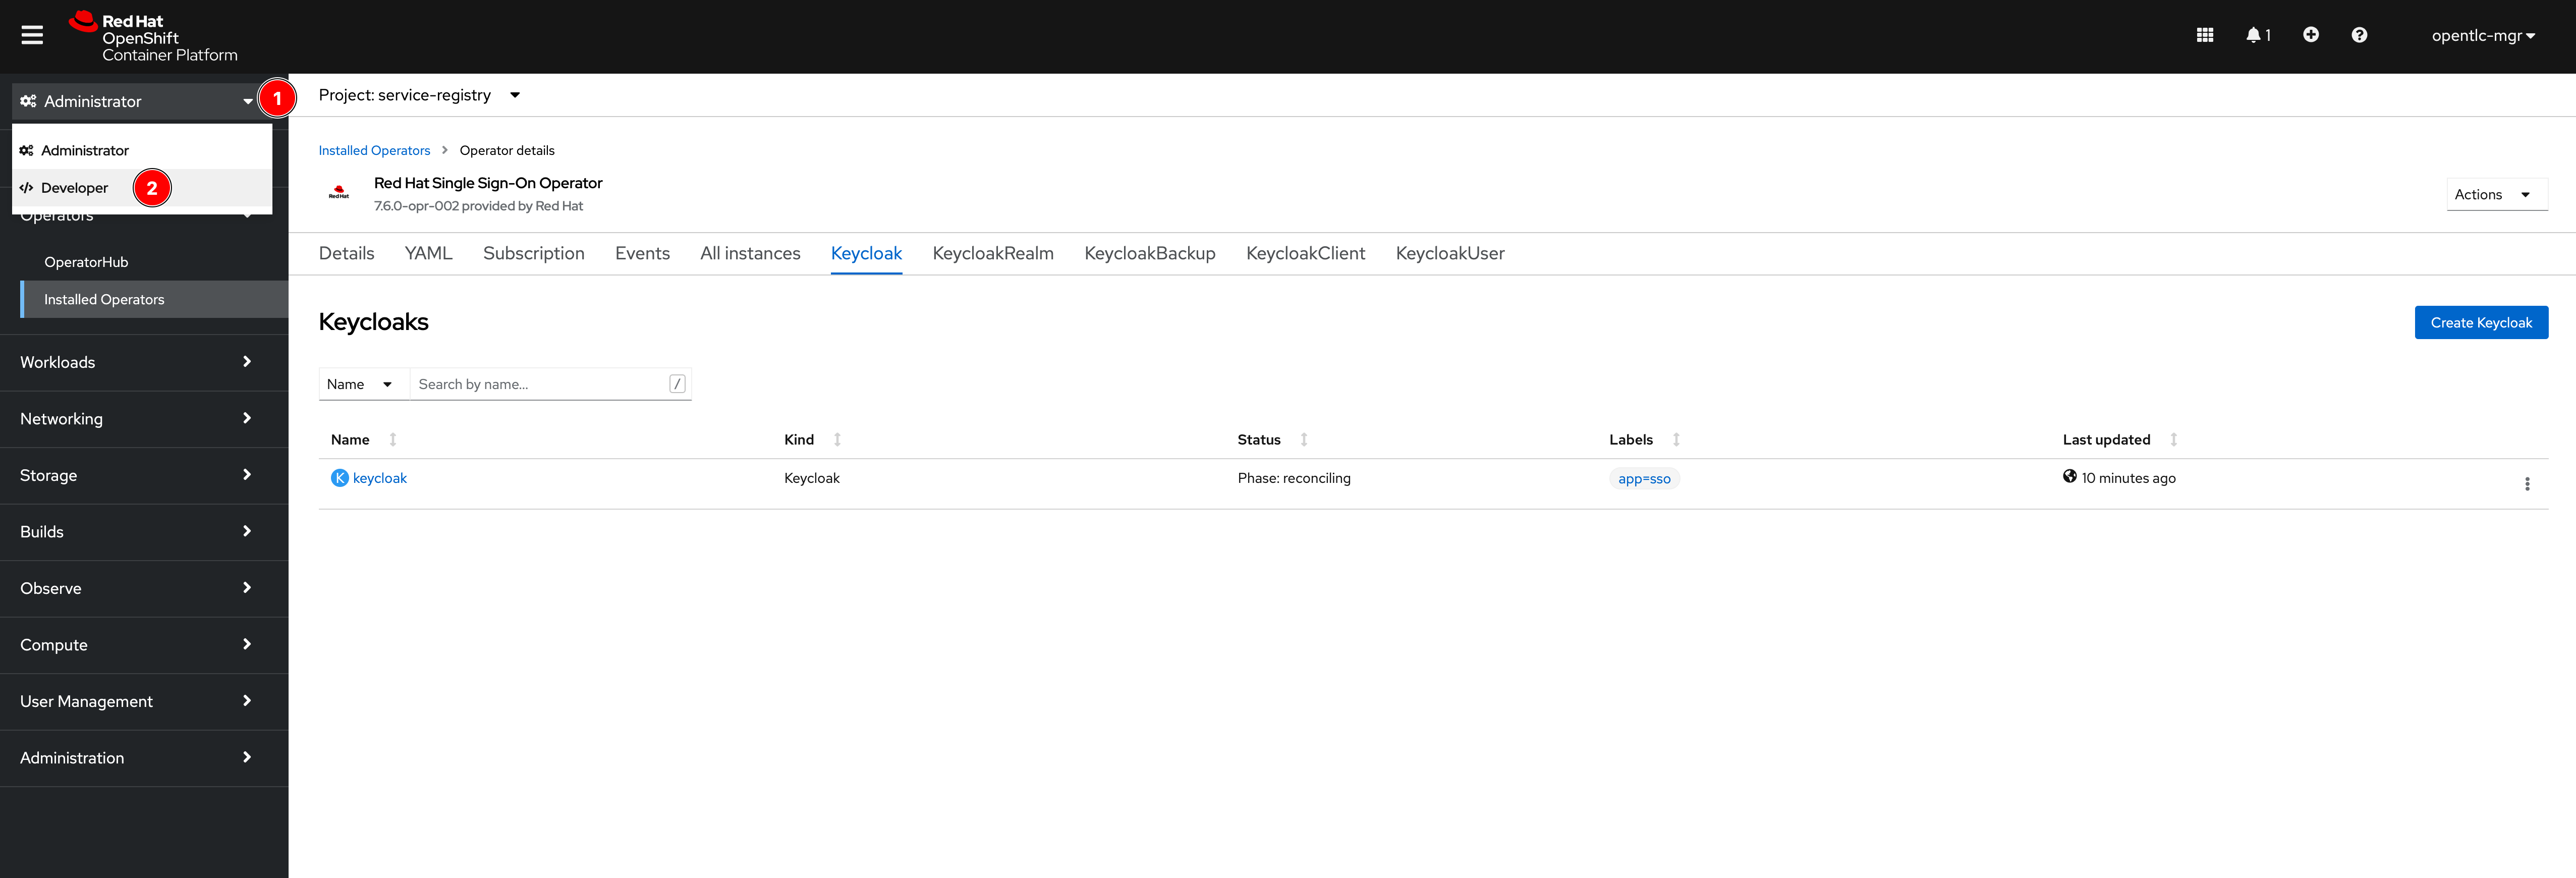 Red Hat
OpenShift
Container Platform
1
opentlc-mgr
Administrator
1
Administrator
Developer
2
Operators
OperatorHub
Installed Operators
Workloads
Networking
Storage
Builds
Observe
Compute
User Management
Administration
Project: service-registry
Installed Operators > Operator details
Red Hat
Red Hat Single Sign-On Operator
7.6.0-opr-002 provided by Red Hat
Actions
Details YAML Subscription Events All instances Keycloak KeycloakRealm KeycloakBackup KeycloakClient KeycloakUser
Keycloaks
Create Keycloak
Name Search by name... /
Name Kind Status Labels Last updated
K keycloak Keycloak Phase: reconciling app=sso 10 minutes ago